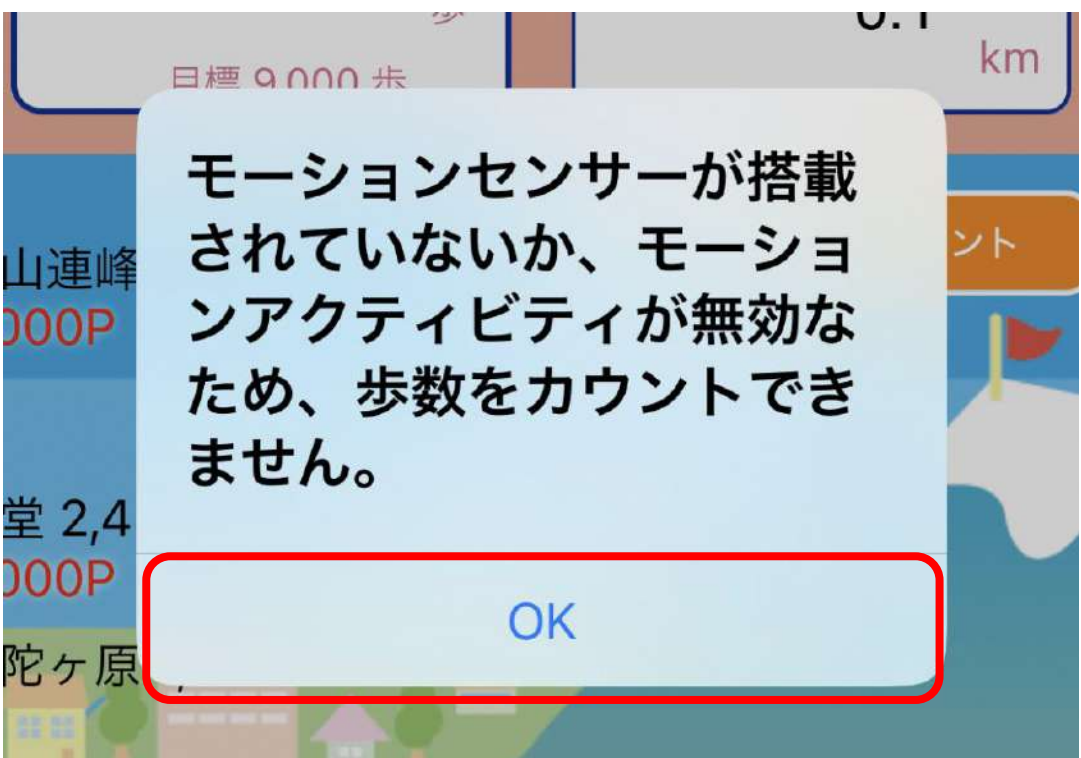 目標 9,000 歩
km
モーションセンサーが搭載
されていないか、モーショ
ンアクティビティが無効な
ため、歩数をカウントでき
ません。
ント
山連峰
000P
堂 2,4
000P
陀ヶ原
OK